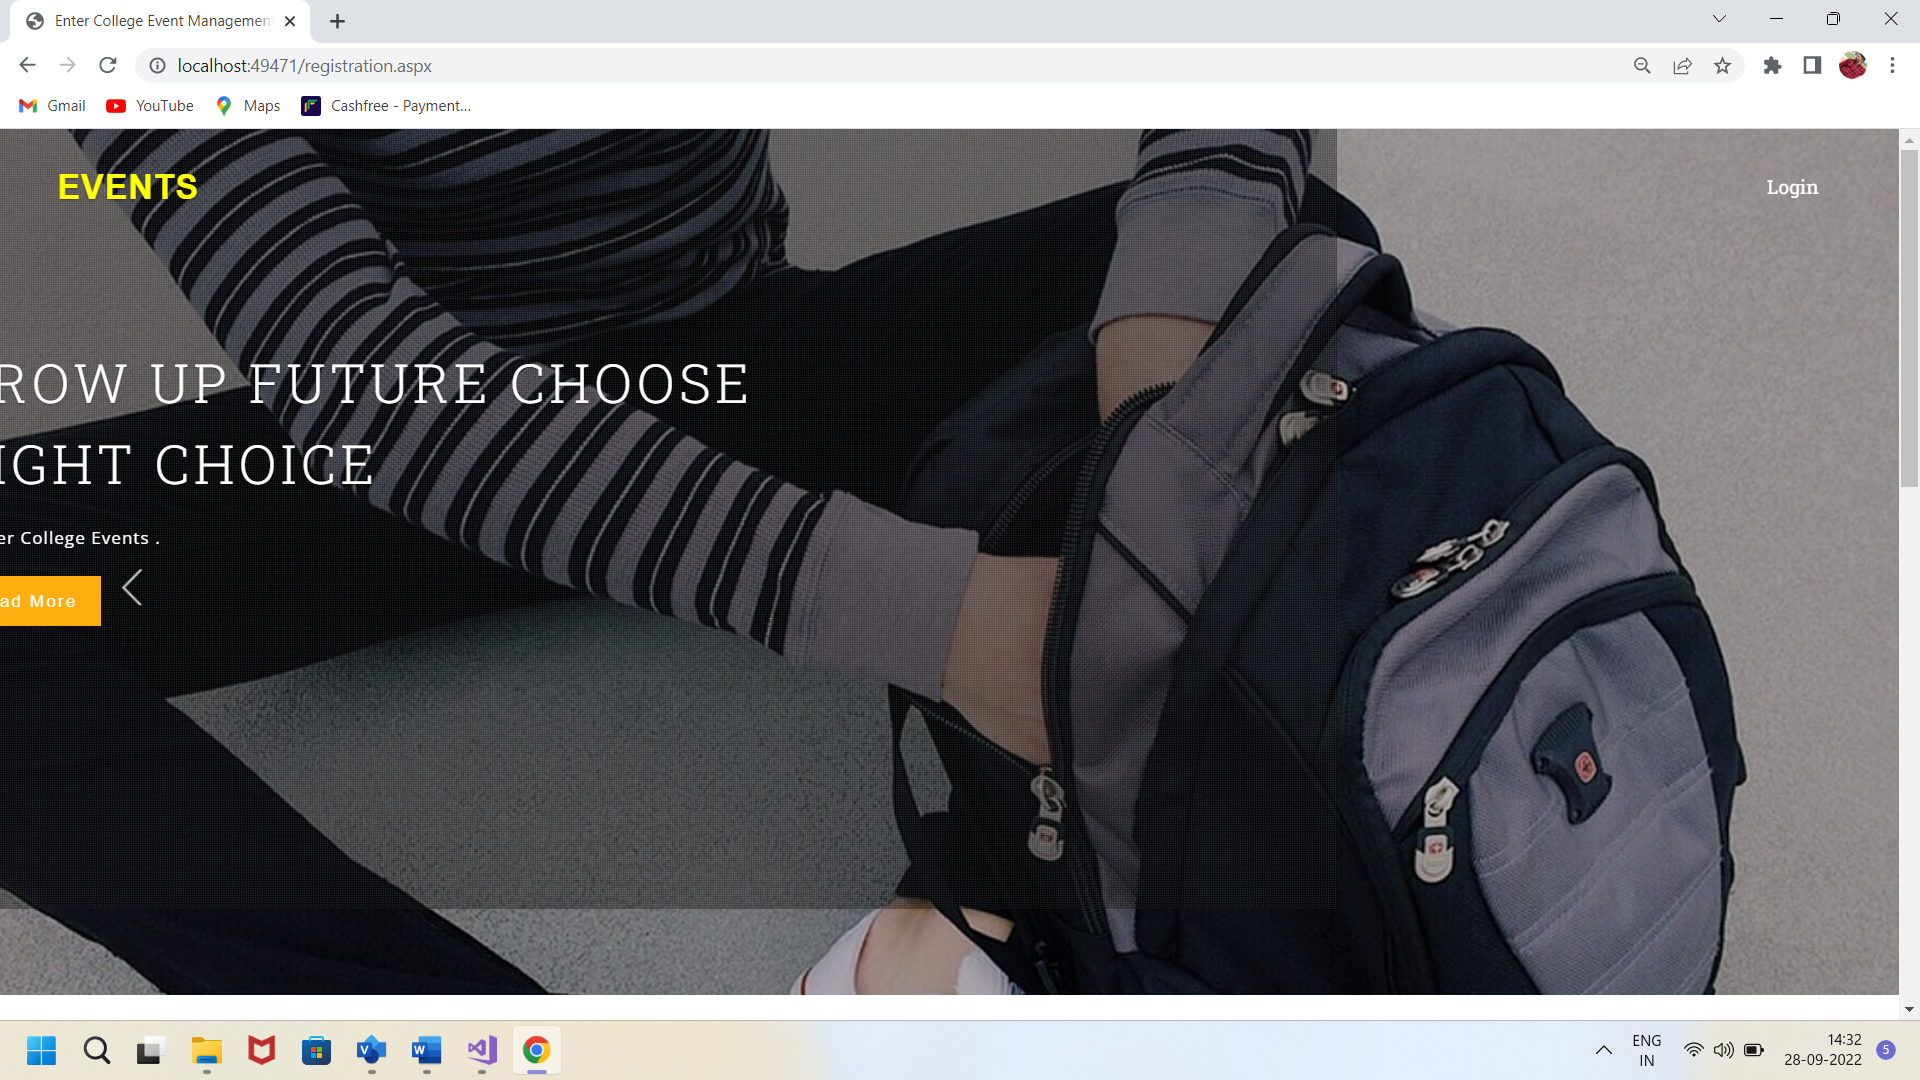 Enter College Event Managemen
localhost:49471/registration.aspx
Gmail
YouTube
Maps
Cashfree - Payment...
EVENTS
Login
ROW UP FUTURE CHOOSE
IGHT CHOICE
er College Events .
ad More
ENG
IN
14:32
28-09-2022
5